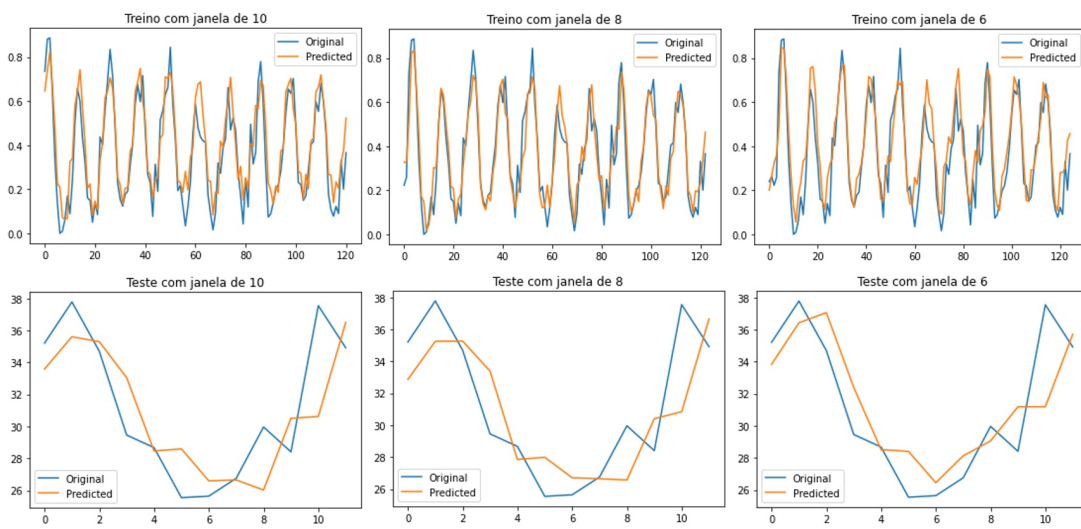 Treino com janela de 10
Treino com janela de 8
Treino com janela de 6
0.8
0.6
0.4
0.2
0.0
Original
Predicted
0 20 40 60 80 100 120
0.8
0.6
0.4
0.2
0.0
Original
Predicted
0 20 40 60 80 100 120
0.8
0.6
0.4
0.2
0.0
Original
Predicted
0 20 40 60 80 100 120
Teste com janela de 10
Teste com janela de 8
Teste com janela de 6
38
36
34
32
30
28
26
Original
Predicted
0 2 4 6 8 10
38
36
34
32
30
28
26
Original
Predicted
0 2 4 6 8 10
38
36
34
32
30
28
26
Original
Predicted
0 2 4 6 8 10